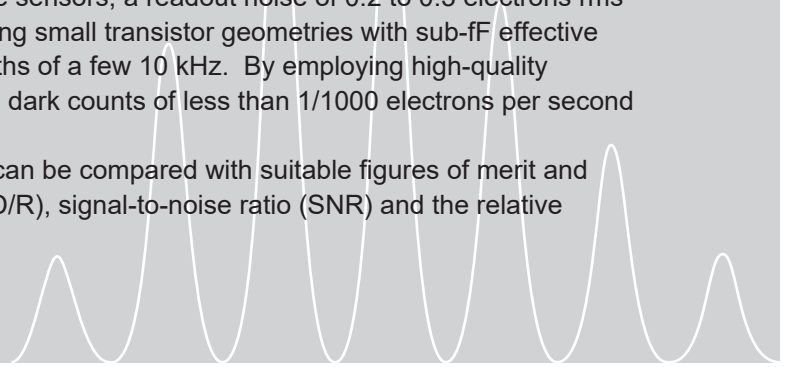 sensors, a readout noise of 0.2 to 0.5 electrons rms
ng small transistor geometries with sub-fF effective
ths of a few 10 kHz. By employing high-quality
dark counts of less than 1/1000 electrons per second
can be compared with suitable figures of merit and
/R), signal-to-noise ratio (SNR) and the relative